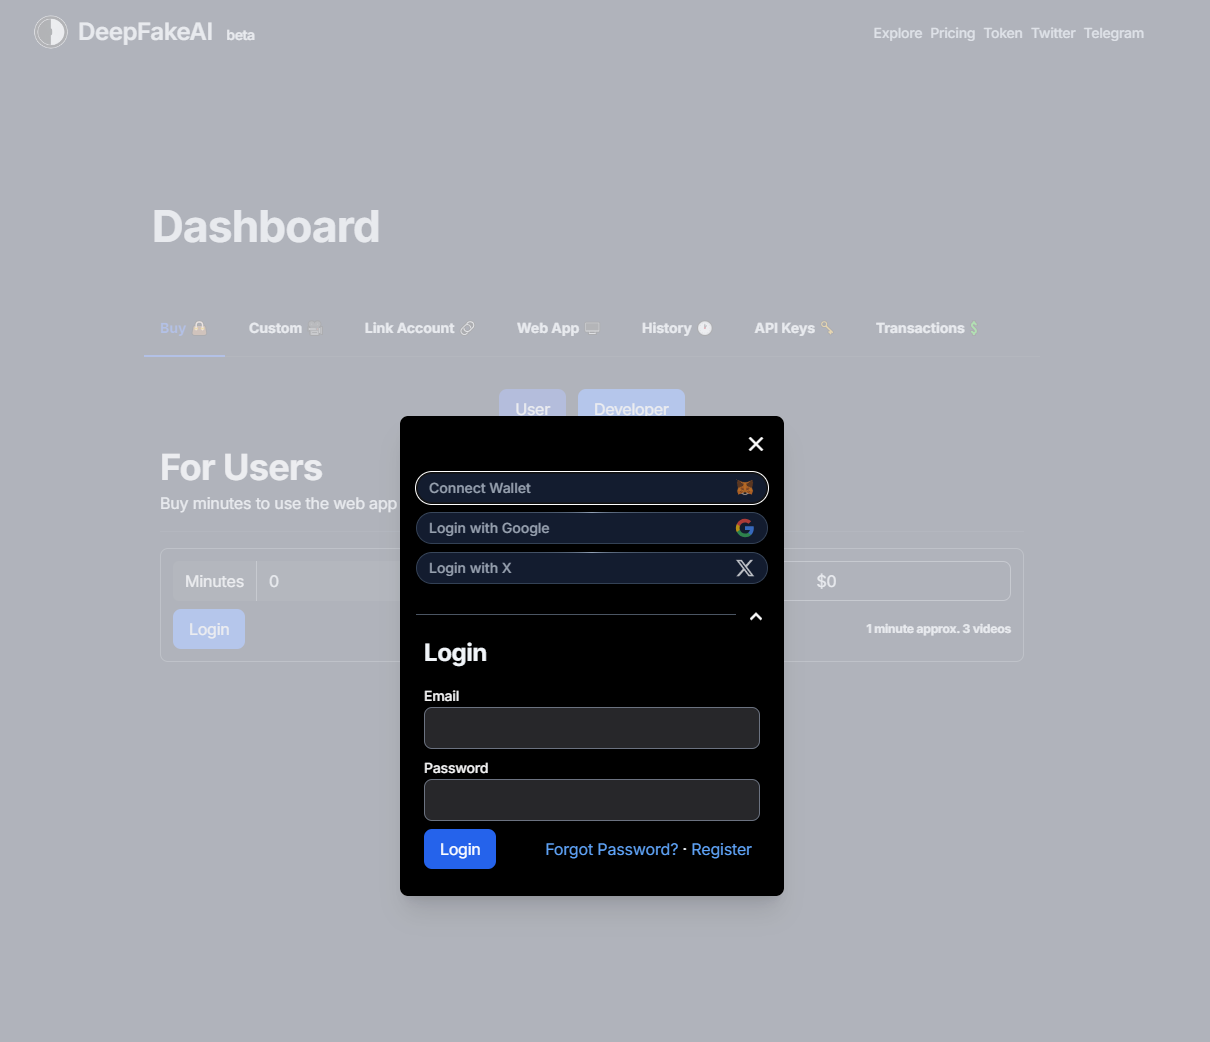 DeepFakeAI beta
Explore Pricing Token Twitter Telegram
Dashboard
Buy Custom Link Account Web App History API Keys Transactions
User Developer
For Users
Buy minutes to use the web app
Minutes 0 $0
Login 1 minute approx. 3 videos
Connect Wallet
Login with Google
Login with X
Login
Email
Password
Login Forgot Password? · Register